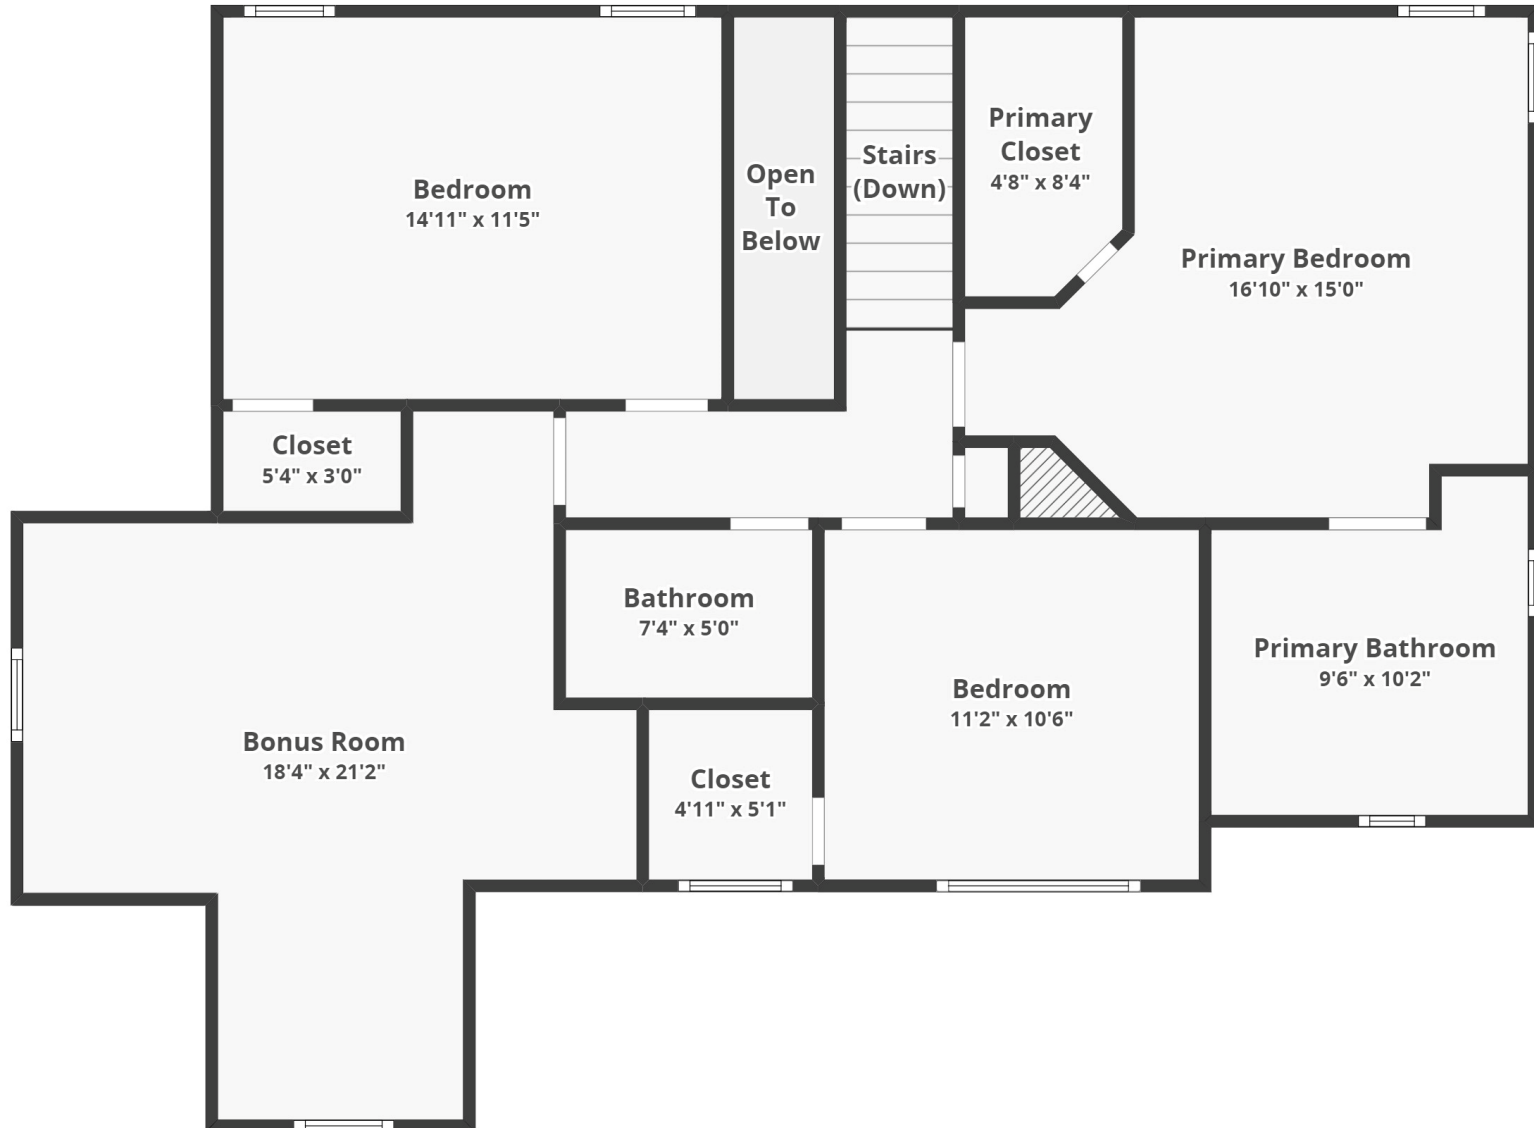 Bedroom
14'11" x 11'5"
Open
To
Below
Stairs
(Down)
Primary
Closet
4'8" x 8'4"
Primary Bedroom
16'10" x 15'0"
Closet
5'4" x 3'0"
Bathroom
7'4" x 5'0"
Bedroom
11'2" x 10'6"
Primary Bathroom
9'6" x 10'2"
Bonus Room
18'4" x 21'2"
Closet
4'11" x 5'1"